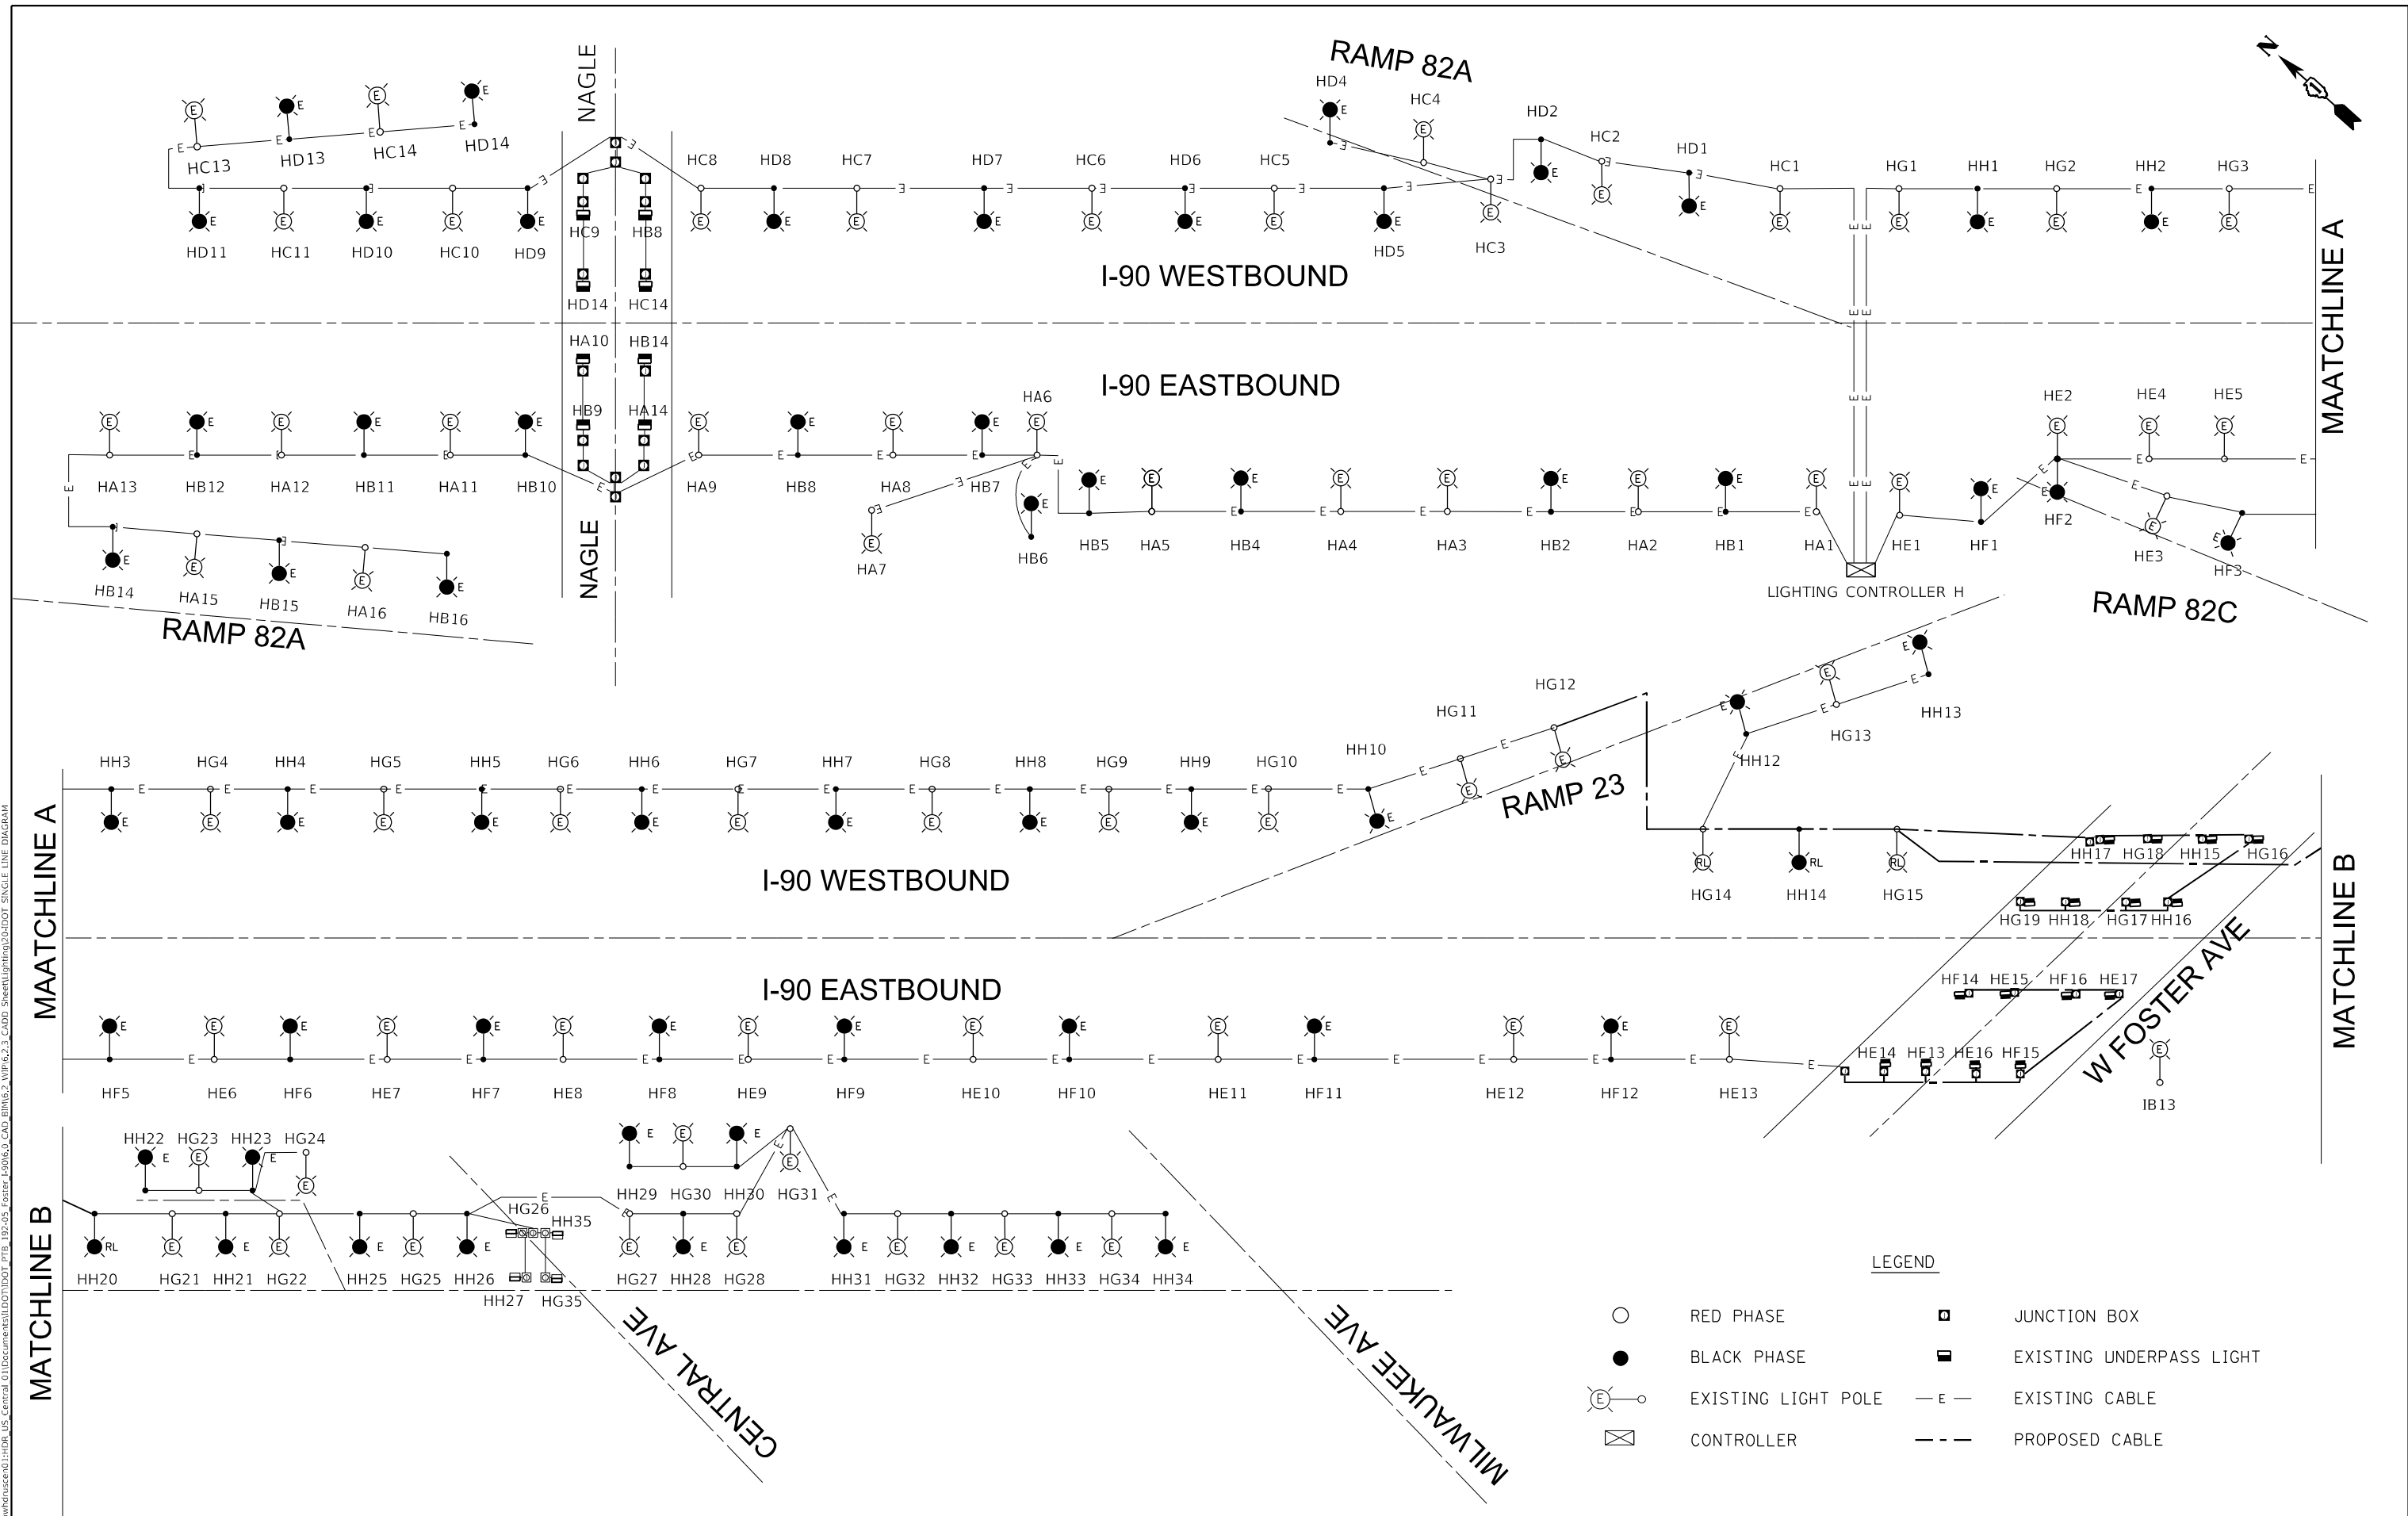 RAMP 82A
N
NAGLE
HD4
HC4
HD2
HC2
HD1
HC13 HD13 HC14 HD14
HC8 HD8 HC7 HD7 HC6 HD6 HC5
HC1 HG1 HH1 HG2 HH2 HG3
HD11 HC11 HD10 HC10 HD9
HC9 HB8
HD5 HC3
I-90 WESTBOUND
HD14 HC14
MAATCHLINE A
HA10 HB14
I-90 EASTBOUND
HB9 HA14
HA6
HE2 HE4 HE5
HA13 HB12 HA12 HB11 HA11 HB10
HA9 HB8 HA8 HB7
HB6 HB5 HA5 HB4 HA4 HA3 HB2 HA2 HB1 HA1 HE1 HF1
HF2 HE3 HF3
HA7
NAGLE
HB14 HA15 HB15 HA16 HB16
RAMP 82A
LIGHTING CONTROLLER H
RAMP 82C
HG12
HG11
HH10
HH13
HG13
HH12
HH3 HG4 HH4 HG5 HH5 HG6 HH6 HG7 HH7 HG8 HH8 HG9 HH9 HG10
RAMP 23
MAATCHLINE A
I-90 WESTBOUND
RL RL RL
HG14 HH14 HG15
HH17 HG18 HH15 HG16
HG19 HH18 HG17 HH16
MATCHLINE B
I-90 EASTBOUND
HF14 HE15 HF16 HE17
W FOSTER AVE
HE14 HF13 HE16 HF15
HF5 HE6 HF6 HE7 HF7 HE8 HF8 HE9 HF9 HE10 HF10 HE11 HF11 HE12 HF12 HE13
IB13
HH22 HG23 HH23 HG24
HH29 HG30 HH30 HG31
HG26
HH35
MATCHLINE B
RL
HH20 HG21 HH21 HG22 HH25 HG25 HH26
HG27 HH28 HG28 HH31 HG32 HH32 HG33 HH33 HG34 HH34
HH27 HG35
CENTRAL AVE
MILWAUKEE AVE
LEGEND
RED PHASE
BLACK PHASE
E EXISTING LIGHT POLE
CONTROLLER
JUNCTION BOX
EXISTING UNDERPASS LIGHT
E EXISTING CABLE
PROPOSED CABLE